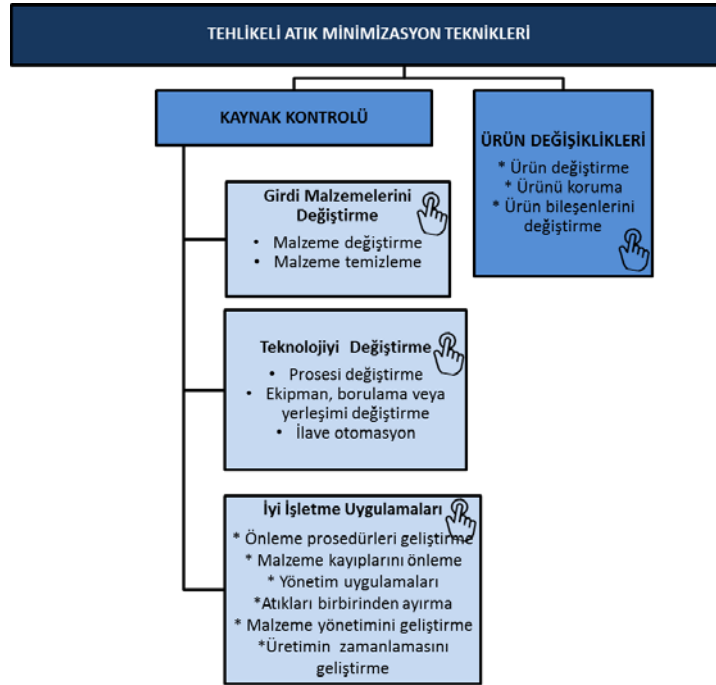 TEHLİKELİ ATIK MİNİMİZASYON TEKNİKLERİ
KAYNAK KONTROLÜ
ÜRÜN DEĞİŞİKLİKLERİ
* Ürün değiştirme
* Ürünü koruma
* Ürün bileşenlerini
değiştirme
Girdi Malzemelerini
Değiştirme
• Malzeme değiştirme
• Malzeme temizleme
Teknolojiyi Değiştirme
• Prosesi değiştirme
• Ekipman, borulama veya
yerleşimi değiştirme
• İlave otomasyon
İyi İşletme Uygulamaları
* Önleme prosedürleri geliştirme
* Malzeme kayıplarını önleme
* Yönetim uygulamaları
*Atıkları birbirinden ayırma
* Malzeme yönetimini geliştirme
*Üretimin zamanlamasını
geliştirme